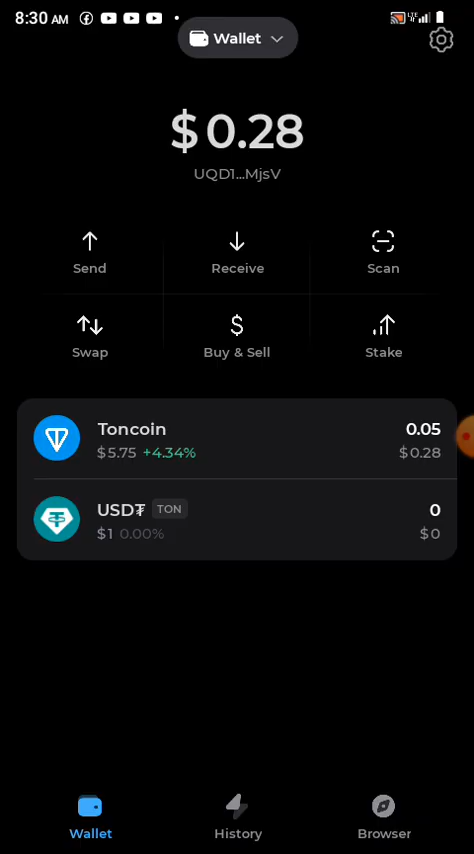 8:30 AM
LTE
Wallet
$0.28
UQD1...MjsV
Send
Receive
Scan
Swap
Buy & Sell
Stake
Toncoin
0.05
$5.75 +4.34%
$0.28
USD₮ TON
0
$1 0.00%
$0
Wallet
History
Browser